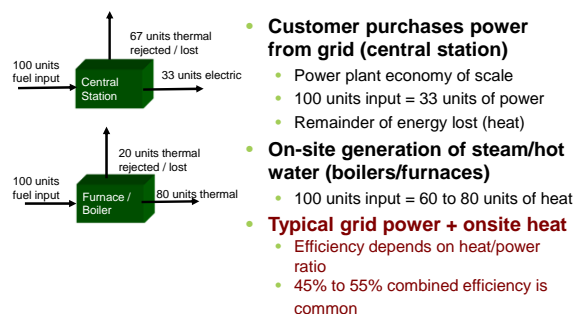 67 units thermal
rejected / lost
100 units
fuel input
Central
Station
33 units electric
20 units thermal
rejected / lost
100 units
fuel input
Furnace /
Boiler
80 units thermal
• Customer purchases power
from grid (central station)
• Power plant economy of scale
• 100 units input = 33 units of power
• Remainder of energy lost (heat)
• On-site generation of steam/hot
water (boilers/furnaces)
• 100 units input = 60 to 80 units of heat
• Typical grid power + onsite heat
• Efficiency depends on heat/power
ratio
• 45% to 55% combined efficiency is
common